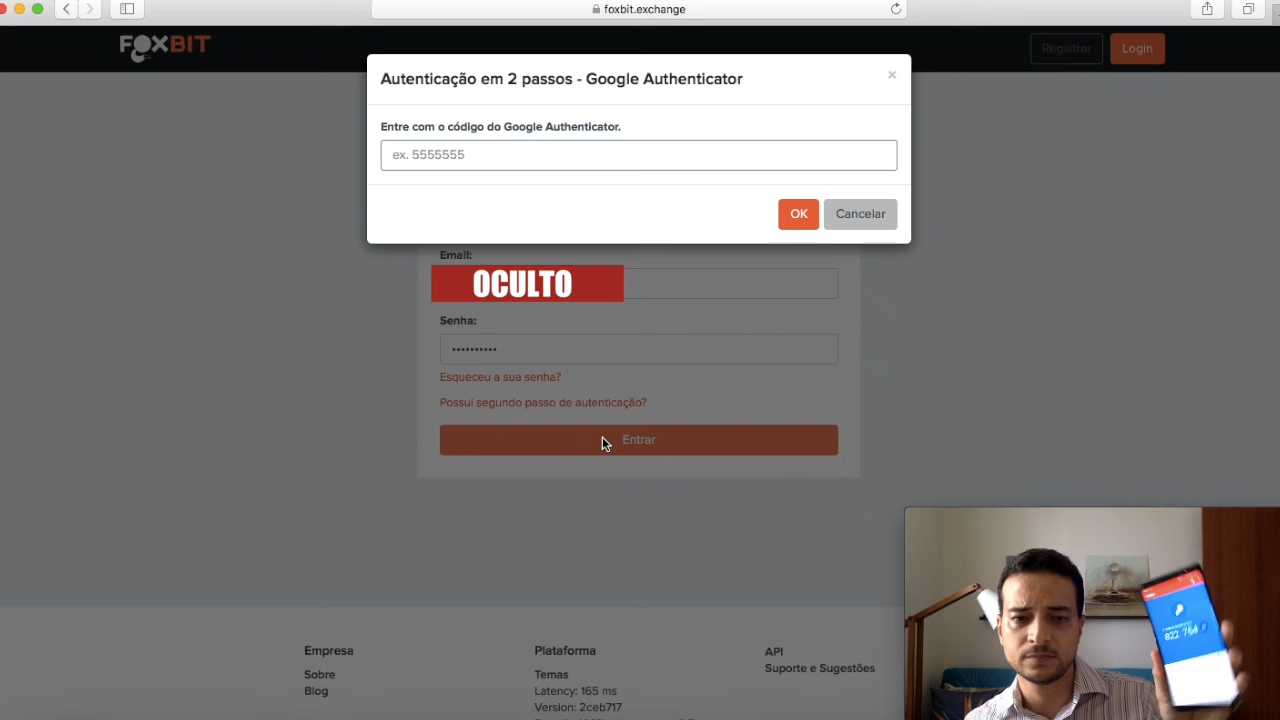 foxbit.exchange
FOXBIT
Registrar
Login
Autenticação em 2 passos - Google Authenticator
×
Entre com o código do Google Authenticator.
ex. 5555555
OK
Cancelar
Email:
OCULTO
Senha:
••••••••••
Esqueceu a sua senha?
Possui segundo passo de autenticação?
Entrar
Empresa
Sobre
Blog
Plataforma
Temas
Latency: 165 ms
Version: 2ceb717
API
Suporte e Sugestões